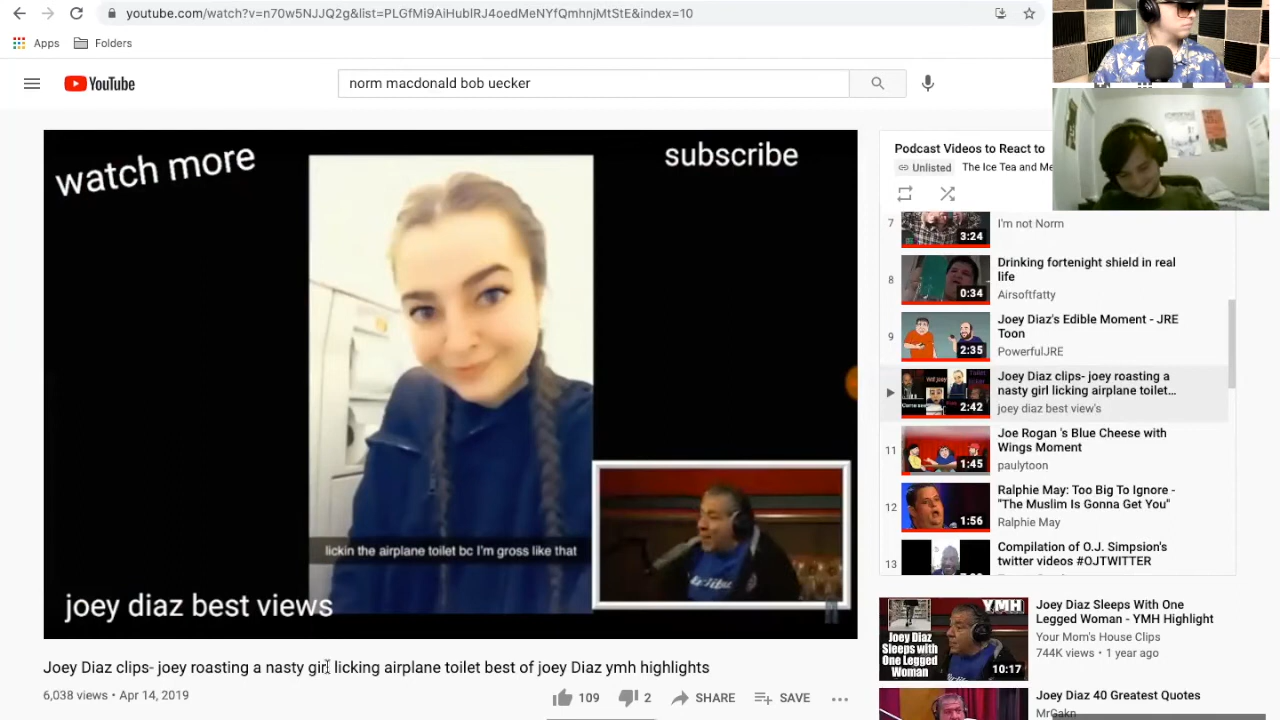 youtube.com/watch?v=n70w5NJJQ2g&list=PLGfMi9AiHublRJ4oedMeNYfQmhnjMtStE&index=10
Apps
Folders
YouTube
norm macdonald bob uecker
watch more
subscribe
lickin the airplane toilet bc I'm gross like that
joey diaz best views
Joey Diaz clips- joey roasting a nasty girl licking airplane toilet best of joey Diaz ymh highlights
6,038 views • Apr 14, 2019
109
2
SHARE
SAVE
Podcast Videos to React to
Unlisted
The Ice Tea and Me
7
3:24
I'm not Norm
8
0:34
Drinking fortenight shield in real
life
Airsoftfatty
9
2:35
Joey Diaz's Edible Moment - JRE
Toon
PowerfulJRE
2:42
Joey Diaz clips- joey roasting a
nasty girl licking airplane toilet...
joey diaz best view's
11
1:45
Joe Rogan 's Blue Cheese with
Wings Moment
paulytoon
12
1:56
Ralphie May: Too Big To Ignore -
"The Muslim Is Gonna Get You"
Ralphie May
13
Compilation of O.J. Simpsion's
twitter videos #OJTWITTER
YMH
Joey Diaz
Sleeps with
One Legged
Woman
10:17
Joey Diaz Sleeps With One
Legged Woman - YMH Highlight
Your Mom's House Clips
744K views • 1 year ago
Joey Diaz 40 Greatest Quotes
MrGakn